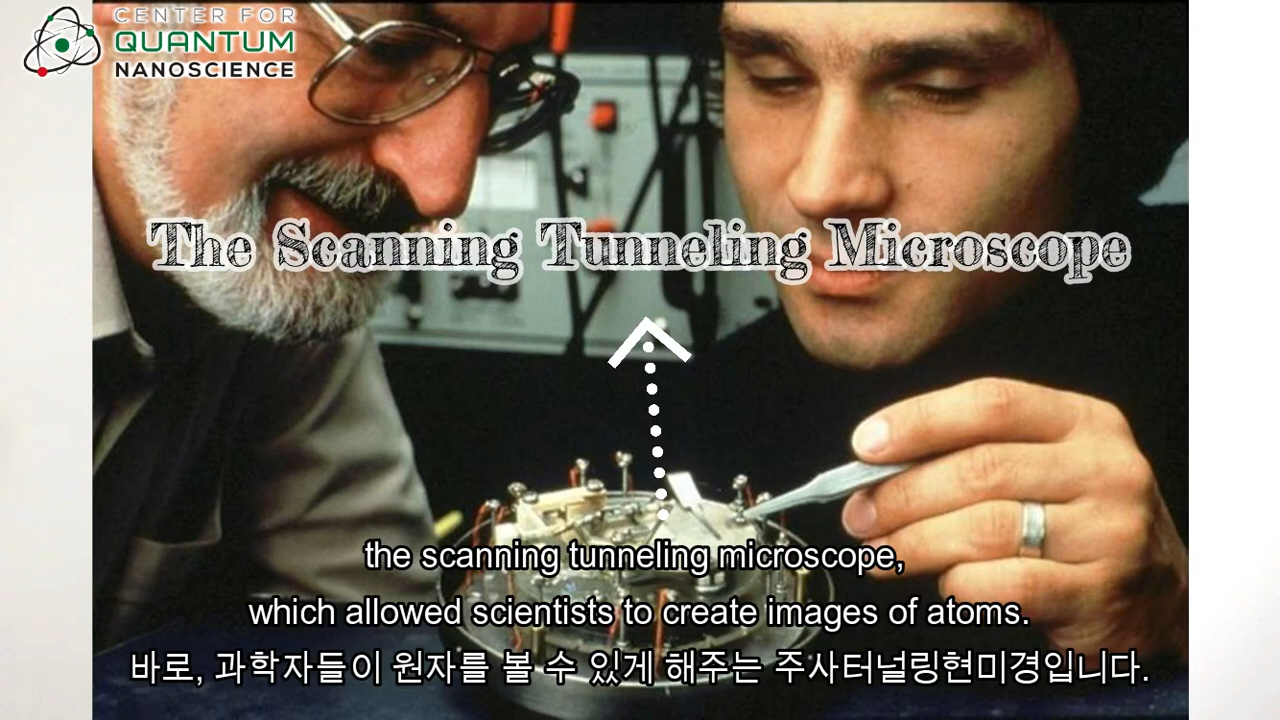 CENTER FOR
QUANTUM
NANOSCIENCE
The Scanning Tunneling Microscope
the scanning tunneling microscope,
which allowed scientists to create images of atoms.
바로, 과학자들이 원자를 볼 수 있게 해주는 주사터널링현미경입니다.